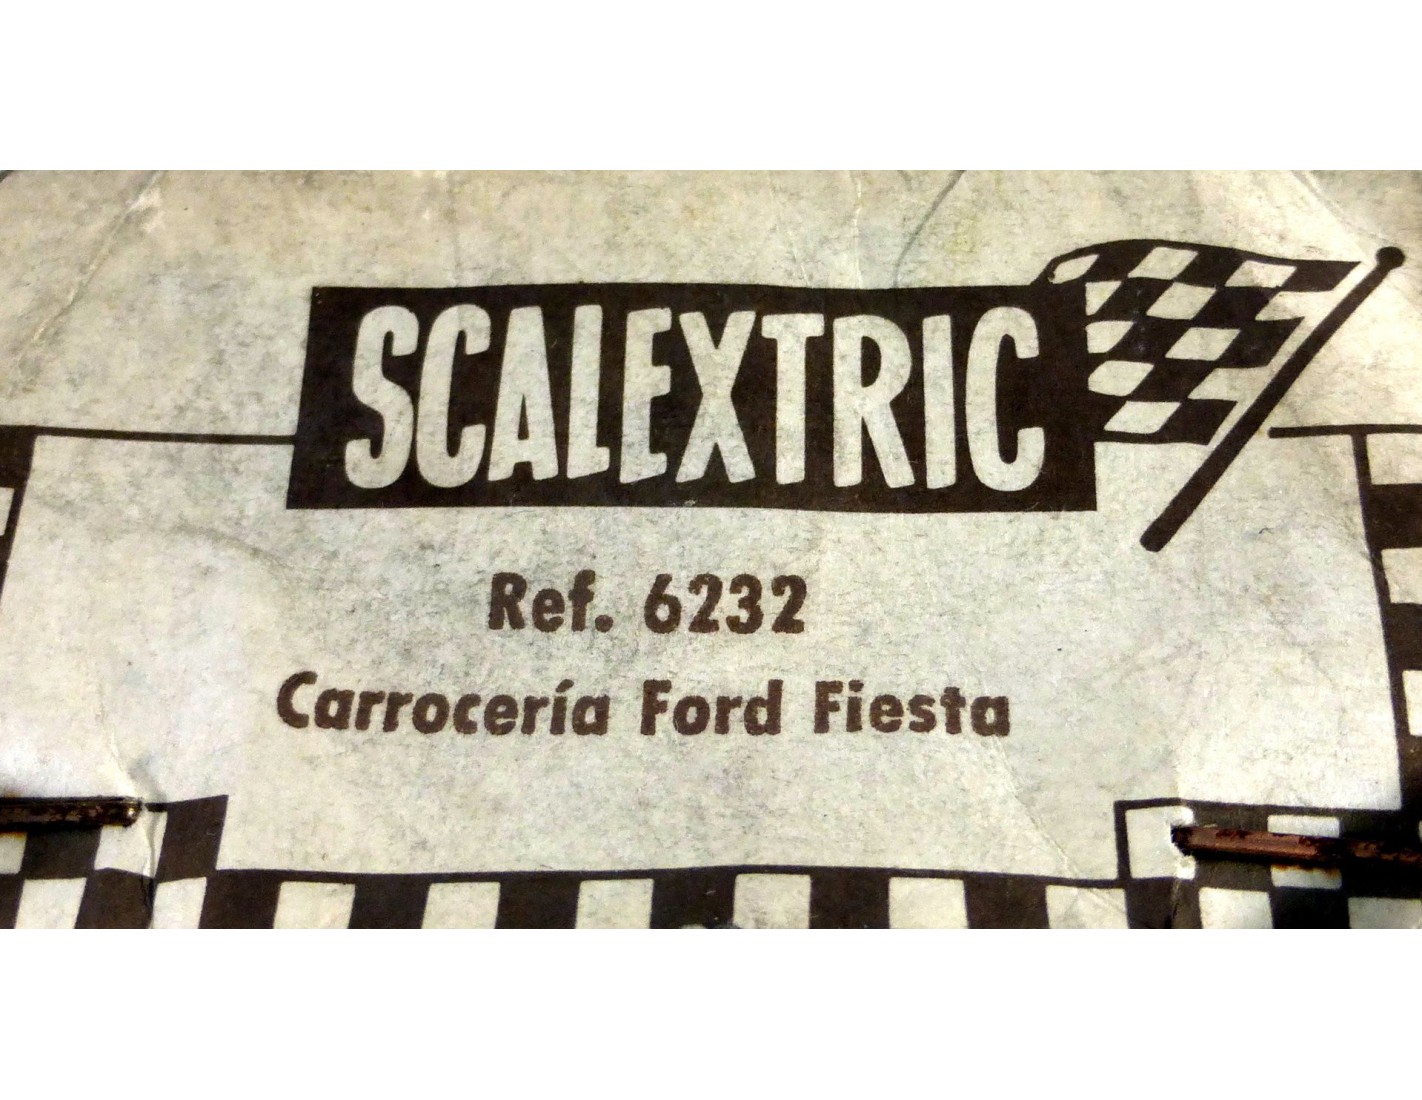 SCALEXTRIC
Ref. 6232
Carrocería Ford Fiesta